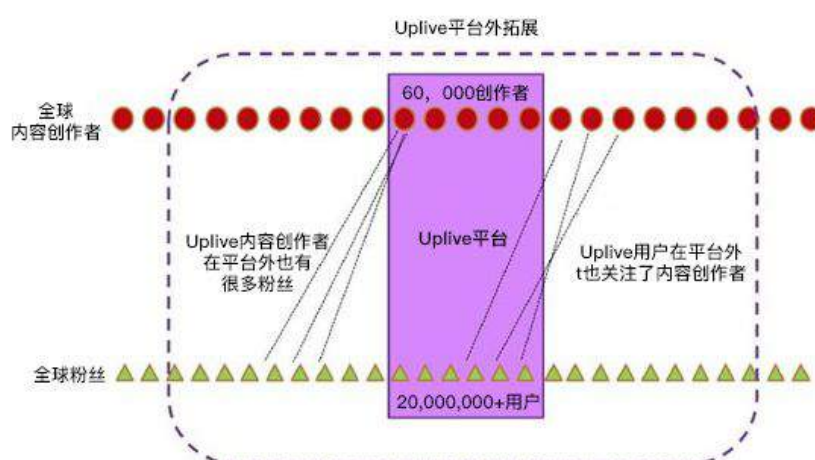 Uplive平台外拓展
60，000创作者
全球
内容创作者
Uplive内容创作者
在平台外也有
很多粉丝
Uplive平台
Uplive用户在平台外
t也关注了内容创作者
全球粉丝
20,000,000+用户